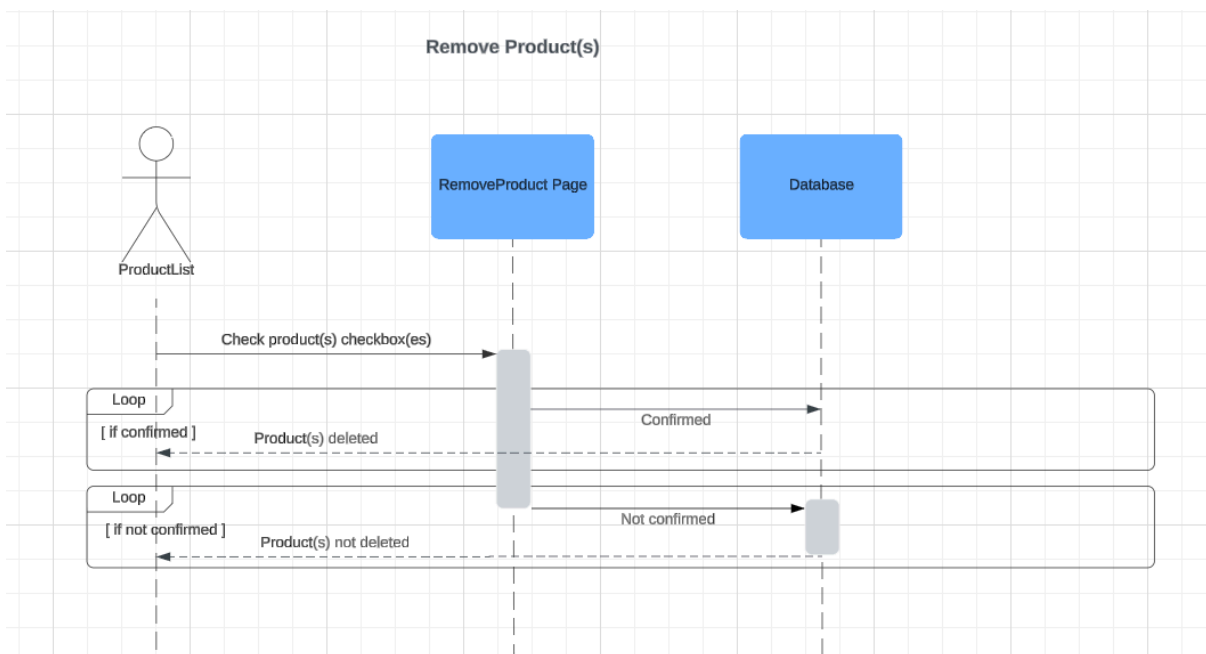 Remove Product(s)
RemoveProduct Page
Database
ProductList
Check product(s) checkbox(es)
Loop
Confirmed
[ if confirmed ]
Product(s) deleted
Loop
Not confirmed
[ if not confirmed ]
Product(s) not deleted